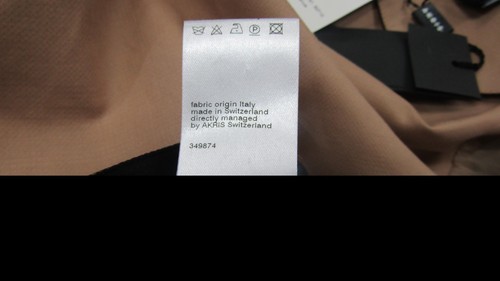 fabric origin Italy
made in Switzerland
directly managed
by AKRIS Switzerland
349874